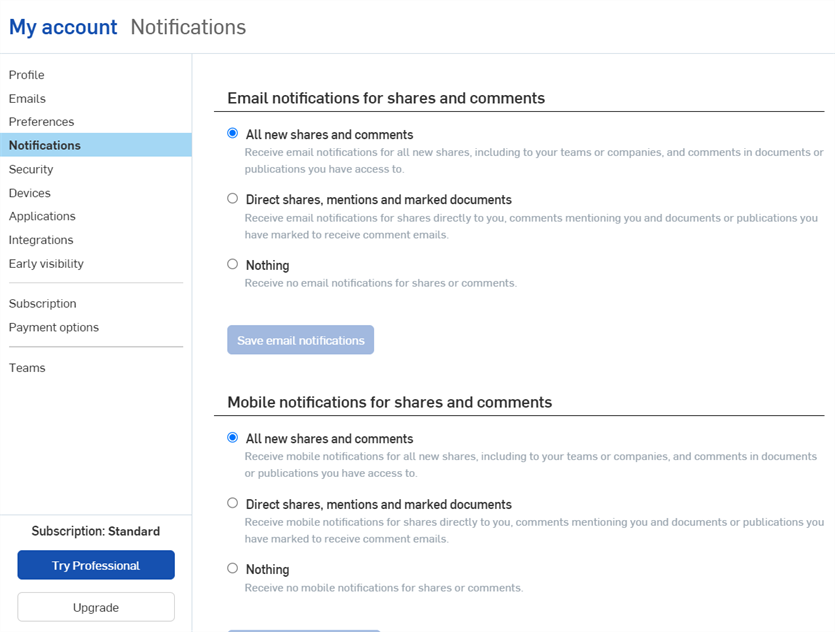 My account Notifications
Profile
Emails
Preferences
Notifications
Security
Devices
Applications
Integrations
Early visibility
Subscription
Payment options
Teams
Subscription: Standard
Try Professional
Upgrade
Email notifications for shares and comments
All new shares and comments
Receive email notifications for all new shares, including to your teams or companies, and comments in documents or
publications you have access to.
Direct shares, mentions and marked documents
Receive email notifications for shares directly to you, comments mentioning you and documents or publications you
have marked to receive comment emails.
Nothing
Receive no email notifications for shares or comments.
Save email notifications
Mobile notifications for shares and comments
All new shares and comments
Receive mobile notifications for all new shares, including to your teams or companies, and comments in documents
or publications you have access to.
Direct shares, mentions and marked documents
Receive mobile notifications for shares directly to you, comments mentioning you and documents or publications you
have marked to receive comment emails.
Nothing
Receive no mobile notifications for shares or comments.